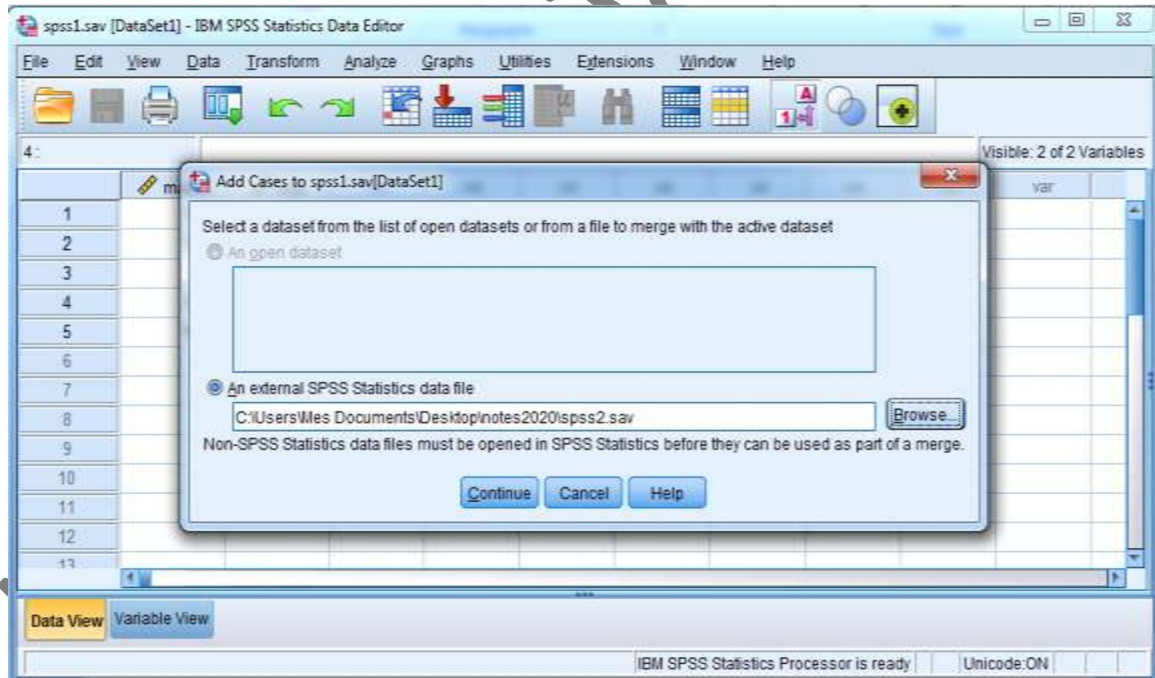 spss1.sav [DataSet1] - IBM SPSS Statistics Data Editor
File Edit View Data Transform Analyze Graphs Utilities Extensions Window Help
4 : Visible: 2 of 2 Variables
var
Add Cases to spss1.sav[DataSet1]
Select a dataset from the list of open datasets or from a file to merge with the active dataset
An open dataset
An external SPSS Statistics data file
C:\Users\Mes Documents\Desktop\notes2020\spss2.sav Browse...
Non-SPSS Statistics data files must be opened in SPSS Statistics before they can be used as part of a merge.
Continue Cancel Help
1
2
3
4
5
6
7
8
9
10
11
12
13
Data View Variable View
IBM SPSS Statistics Processor is ready Unicode:ON